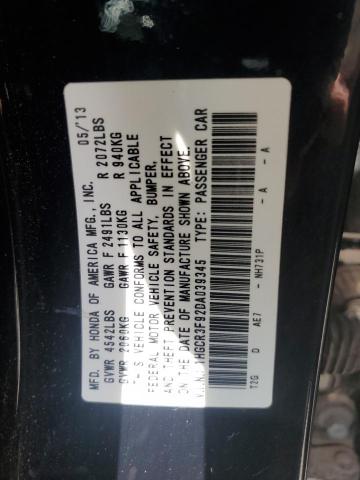 MFD. BY HONDA OF AMERICA MFG., INC. 05/'13
GVWR 4542LBS GAWR F 2491LBS R 2072LBS
GVWR 2060KG GAWR F 1130KG R 940KG
THIS VEHICLE CONFORMS TO ALL APPLICABLE
FEDERAL MOTOR VEHICLE SAFETY, BUMPER,
AND THEFT PREVENTION STANDARDS IN EFFECT
ON THE DATE OF MANUFACTURE SHOWN ABOVE.
V.I.N.: 1HGCR3F92DA039345 TYPE: PASSENGER CAR
T2G D AE7 - NH731P - A - A